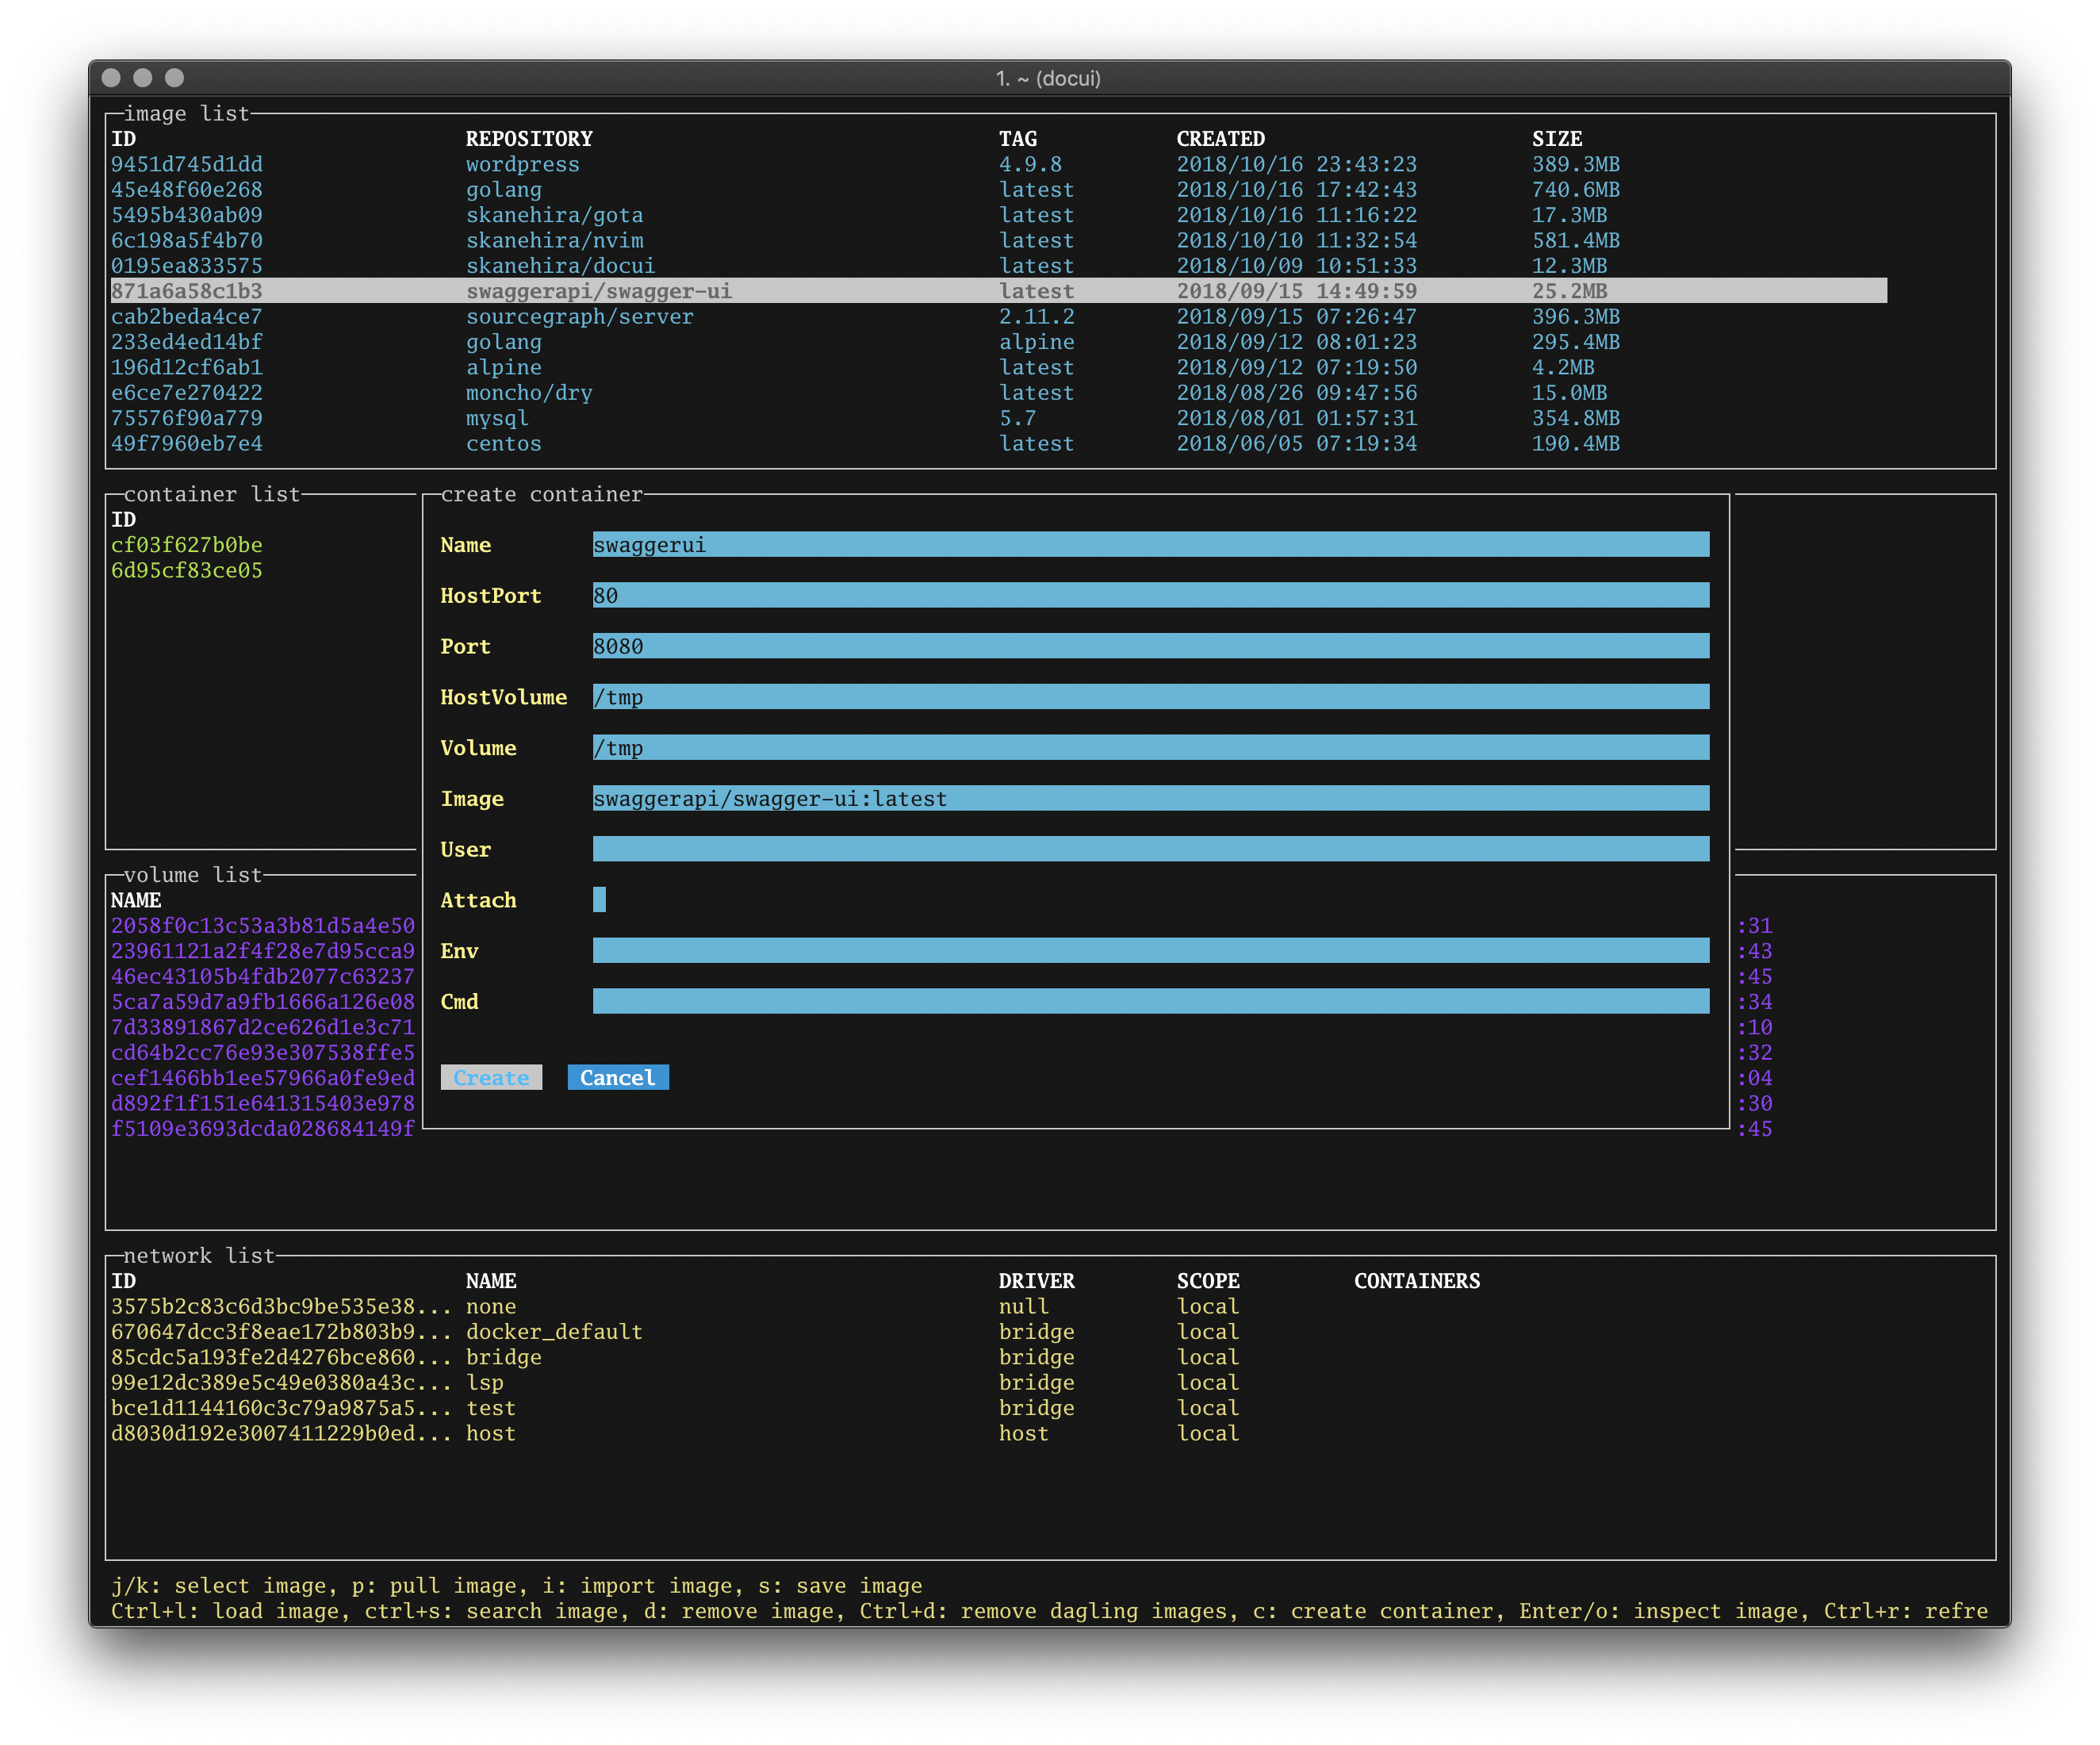 1. ~ (docui)
image list
ID REPOSITORY TAG CREATED SIZE
9451d745d1dd wordpress 4.9.8 2018/10/16 23:43:23 389.3MB
45e48f60e268 golang latest 2018/10/16 17:42:43 740.6MB
5495b430ab09 skanehira/gota latest 2018/10/16 11:16:22 17.3MB
6c198a5f4b70 skanehira/nvim latest 2018/10/10 11:32:54 581.4MB
0195ea833575 skanehira/docui latest 2018/10/09 10:51:33 12.3MB
871a6a58c1b3 swaggerapi/swagger-ui latest 2018/09/15 14:49:59 25.2MB
cab2beda4ce7 sourcegraph/server 2.11.2 2018/09/15 07:26:47 396.3MB
233ed4ed14bf golang alpine 2018/09/12 08:01:23 295.4MB
196d12cf6ab1 alpine latest 2018/09/12 07:19:50 4.2MB
e6ce7e270422 moncho/dry latest 2018/08/26 09:47:56 15.0MB
75576f90a779 mysql 5.7 2018/08/01 01:57:31 354.8MB
49f7960eb7e4 centos latest 2018/06/05 07:19:34 190.4MB
container list
ID
cf03f627b0be
6d95cf83ce05
create container
Name swaggerui
HostPort 80
Port 8080
HostVolume /tmp
Volume /tmp
Image swaggerapi/swagger-ui:latest
User
Attach
Env
Cmd
Create Cancel
volume list
NAME
2058f0c13c53a3b81d5a4e50 :31
23961121a2f4f28e7d95cca9 :43
46ec43105b4fdb2077c63237 :45
5ca7a59d7a9fb1666a126e08 :34
7d33891867d2ce626d1e3c71 :10
cd64b2cc76e93e307538ffe5 :32
cef1466bb1ee57966a0fe9ed :04
d892f1f151e641315403e978 :30
f5109e3693dcda028684149f :45
network list
ID NAME DRIVER SCOPE CONTAINERS
3575b2c83c6d3bc9be535e38... none null local
670647dcc3f8eae172b803b9... docker_default bridge local
85cdc5a193fe2d4276bce860... bridge bridge local
99e12dc389e5c49e0380a43c... lsp bridge local
bce1d1144160c3c79a9875a5... test bridge local
d8030d192e3007411229b0ed... host host local
j/k: select image, p: pull image, i: import image, s: save image
Ctrl+l: load image, ctrl+s: search image, d: remove image, Ctrl+d: remove dagling images, c: create container, Enter/o: inspect image, Ctrl+r: refre